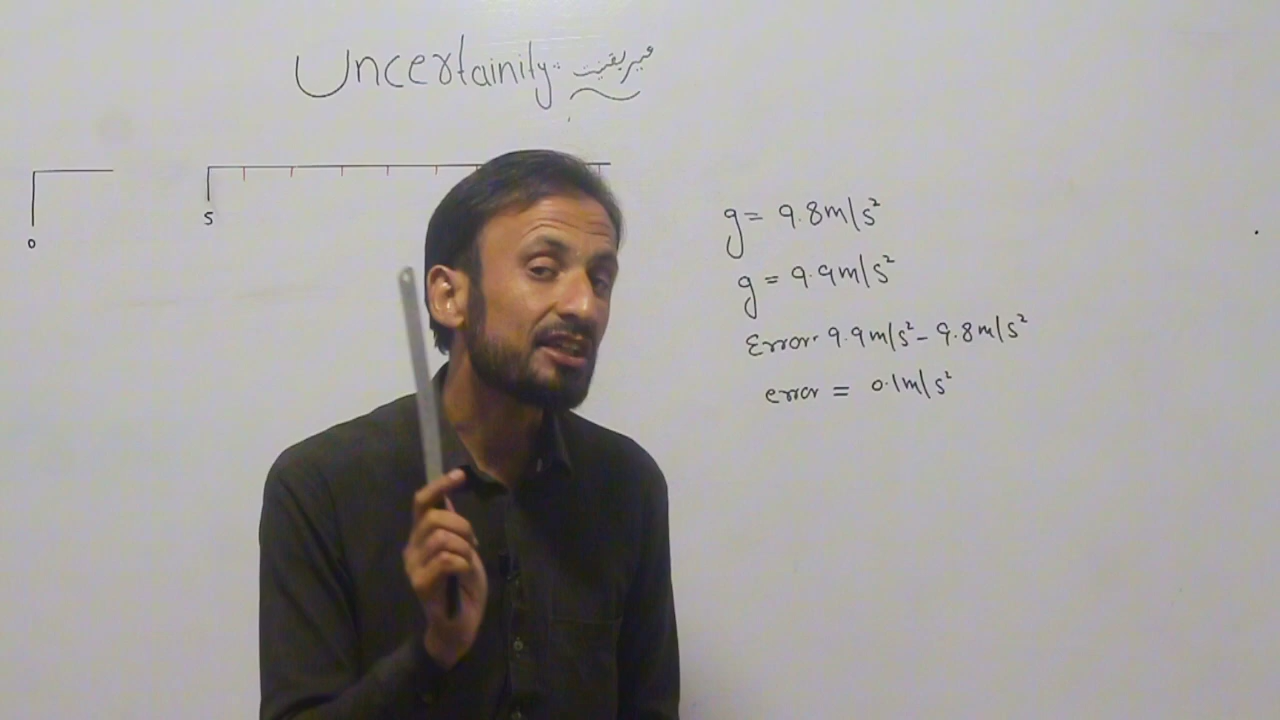 Uncertainity:- غیر یقینیت
0
5
g = 9.8m/s²
g = 9.9m/s²
Error. 9.9m/s² - 9.8m/s²
error = 0.1m/s²